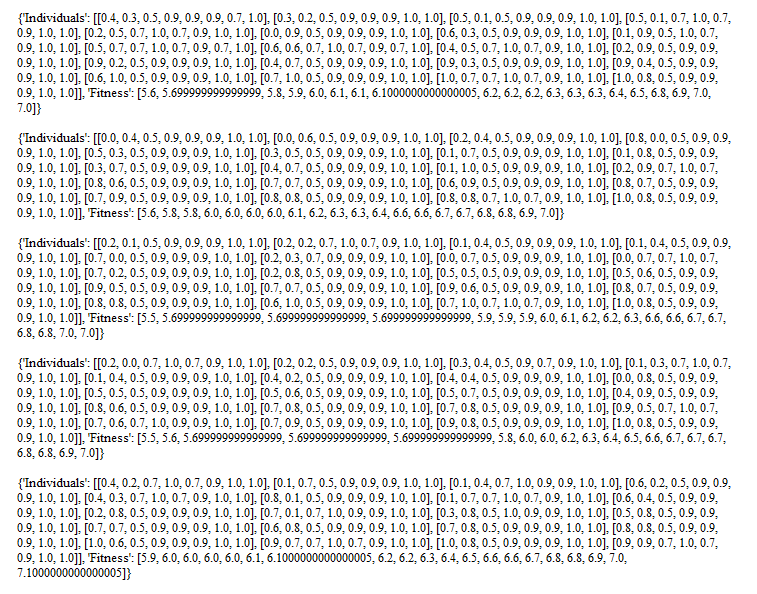 {'Individuals': [[0.4, 0.3, 0.5, 0.9, 0.9, 0.9, 0.7, 1.0], [0.3, 0.2, 0.5, 0.9, 0.9, 0.9, 1.0, 1.0], [0.5, 0.1, 0.5, 0.9, 0.9, 0.9, 1.0, 1.0], [0.5, 0.1, 0.7, 1.0, 0.7,
0.9, 1.0, 1.0], [0.2, 0.5, 0.7, 1.0, 0.7, 0.9, 1.0, 1.0], [0.0, 0.9, 0.5, 0.9, 0.9, 0.9, 1.0, 1.0], [0.6, 0.3, 0.5, 0.9, 0.9, 0.9, 1.0, 1.0], [0.1, 0.9, 0.5, 1.0, 0.7,
0.9, 1.0, 1.0], [0.5, 0.7, 0.7, 1.0, 0.7, 0.9, 0.7, 1.0], [0.6, 0.6, 0.7, 1.0, 0.7, 0.9, 0.7, 1.0], [0.4, 0.5, 0.7, 1.0, 0.7, 0.9, 1.0, 1.0], [0.2, 0.9, 0.5, 0.9, 0.9,
0.9, 1.0, 1.0], [0.9, 0.2, 0.5, 0.9, 0.9, 0.9, 1.0, 1.0], [0.4, 0.7, 0.5, 0.9, 0.9, 0.9, 1.0, 1.0], [0.9, 0.3, 0.5, 0.9, 0.9, 0.9, 1.0, 1.0], [0.9, 0.4, 0.5, 0.9, 0.9,
0.9, 1.0, 1.0], [0.6, 1.0, 0.5, 0.9, 0.9, 0.9, 1.0, 1.0], [0.7, 1.0, 0.5, 0.9, 0.9, 0.9, 1.0, 1.0], [1.0, 0.7, 0.7, 1.0, 0.7, 0.9, 1.0, 1.0], [1.0, 0.8, 0.5, 0.9, 0.9,
0.9, 1.0, 1.0]], 'Fitness': [5.6, 5.699999999999999, 5.8, 5.9, 6.0, 6.1, 6.1, 6.1000000000000005, 6.2, 6.2, 6.2, 6.3, 6.3, 6.3, 6.4, 6.5, 6.8, 6.9, 7.0,
7.0]}
{'Individuals': [[0.0, 0.4, 0.5, 0.9, 0.9, 0.9, 1.0, 1.0], [0.0, 0.6, 0.5, 0.9, 0.9, 0.9, 1.0, 1.0], [0.2, 0.4, 0.5, 0.9, 0.9, 0.9, 1.0, 1.0], [0.8, 0.0, 0.5, 0.9, 0.9,
0.9, 1.0, 1.0], [0.5, 0.3, 0.5, 0.9, 0.9, 0.9, 1.0, 1.0], [0.3, 0.5, 0.5, 0.9, 0.9, 0.9, 1.0, 1.0], [0.1, 0.7, 0.5, 0.9, 0.9, 0.9, 1.0, 1.0], [0.1, 0.8, 0.5, 0.9, 0.9,
0.9, 1.0, 1.0], [0.3, 0.7, 0.5, 0.9, 0.9, 0.9, 1.0, 1.0], [0.4, 0.7, 0.5, 0.9, 0.9, 0.9, 1.0, 1.0], [0.1, 1.0, 0.5, 0.9, 0.9, 0.9, 1.0, 1.0], [0.2, 0.9, 0.7, 1.0, 0.7,
0.9, 1.0, 1.0], [0.8, 0.6, 0.5, 0.9, 0.9, 0.9, 1.0, 1.0], [0.7, 0.7, 0.5, 0.9, 0.9, 0.9, 1.0, 1.0], [0.6, 0.9, 0.5, 0.9, 0.9, 0.9, 1.0, 1.0], [0.8, 0.7, 0.5, 0.9, 0.9,
0.9, 1.0, 1.0], [0.7, 0.9, 0.5, 0.9, 0.9, 0.9, 1.0, 1.0], [0.8, 0.8, 0.5, 0.9, 0.9, 0.9, 1.0, 1.0], [0.8, 0.8, 0.7, 1.0, 0.7, 0.9, 1.0, 1.0], [1.0, 0.8, 0.5, 0.9, 0.9,
0.9, 1.0, 1.0]], 'Fitness': [5.6, 5.8, 5.8, 6.0, 6.0, 6.0, 6.0, 6.1, 6.2, 6.3, 6.3, 6.4, 6.6, 6.6, 6.7, 6.7, 6.8, 6.8, 6.9, 7.0]}
{'Individuals': [[0.2, 0.1, 0.5, 0.9, 0.9, 0.9, 1.0, 1.0], [0.2, 0.2, 0.7, 1.0, 0.7, 0.9, 1.0, 1.0], [0.1, 0.4, 0.5, 0.9, 0.9, 0.9, 1.0, 1.0], [0.1, 0.4, 0.5, 0.9, 0.9,
0.9, 1.0, 1.0], [0.7, 0.0, 0.5, 0.9, 0.9, 0.9, 1.0, 1.0], [0.2, 0.3, 0.7, 0.9, 0.9, 0.9, 1.0, 1.0], [0.0, 0.7, 0.5, 0.9, 0.9, 0.9, 1.0, 1.0], [0.0, 0.7, 0.7, 1.0, 0.7,
0.9, 1.0, 1.0], [0.7, 0.2, 0.5, 0.9, 0.9, 0.9, 1.0, 1.0], [0.2, 0.8, 0.5, 0.9, 0.9, 0.9, 1.0, 1.0], [0.5, 0.5, 0.5, 0.9, 0.9, 0.9, 1.0, 1.0], [0.5, 0.6, 0.5, 0.9, 0.9,
0.9, 1.0, 1.0], [0.9, 0.5, 0.5, 0.9, 0.9, 0.9, 1.0, 1.0], [0.7, 0.7, 0.5, 0.9, 0.9, 0.9, 1.0, 1.0], [0.9, 0.6, 0.5, 0.9, 0.9, 0.9, 1.0, 1.0], [0.8, 0.7, 0.5, 0.9, 0.9,
0.9, 1.0, 1.0], [0.8, 0.8, 0.5, 0.9, 0.9, 0.9, 1.0, 1.0], [0.6, 1.0, 0.5, 0.9, 0.9, 0.9, 1.0, 1.0], [0.7, 1.0, 0.7, 1.0, 0.7, 0.9, 1.0, 1.0], [1.0, 0.8, 0.5, 0.9, 0.9,
0.9, 1.0, 1.0]], 'Fitness': [5.5, 5.699999999999999, 5.699999999999999, 5.699999999999999, 5.9, 5.9, 5.9, 6.0, 6.1, 6.2, 6.2, 6.3, 6.6, 6.6, 6.7, 6.7,
6.8, 6.8, 7.0, 7.0]}
{'Individuals': [[0.2, 0.0, 0.7, 1.0, 0.7, 0.9, 1.0, 1.0], [0.2, 0.2, 0.5, 0.9, 0.9, 0.9, 1.0, 1.0], [0.3, 0.4, 0.5, 0.9, 0.7, 0.9, 1.0, 1.0], [0.1, 0.3, 0.7, 1.0, 0.7,
0.9, 1.0, 1.0], [0.1, 0.4, 0.5, 0.9, 0.9, 0.9, 1.0, 1.0], [0.4, 0.2, 0.5, 0.9, 0.9, 0.9, 1.0, 1.0], [0.4, 0.4, 0.5, 0.9, 0.9, 0.9, 1.0, 1.0], [0.0, 0.8, 0.5, 0.9, 0.9,
0.9, 1.0, 1.0], [0.5, 0.5, 0.5, 0.9, 0.9, 0.9, 1.0, 1.0], [0.5, 0.6, 0.5, 0.9, 0.9, 0.9, 1.0, 1.0], [0.5, 0.7, 0.5, 0.9, 0.9, 0.9, 1.0, 1.0], [0.4, 0.9, 0.5, 0.9, 0.9,
0.9, 1.0, 1.0], [0.8, 0.6, 0.5, 0.9, 0.9, 0.9, 1.0, 1.0], [0.7, 0.8, 0.5, 0.9, 0.9, 0.9, 1.0, 1.0], [0.7, 0.8, 0.5, 0.9, 0.9, 0.9, 1.0, 1.0], [0.9, 0.5, 0.7, 1.0, 0.7,
0.9, 1.0, 1.0], [0.7, 0.6, 0.7, 1.0, 0.9, 0.9, 1.0, 1.0], [0.7, 0.9, 0.5, 0.9, 0.9, 0.9, 1.0, 1.0], [0.9, 0.8, 0.5, 0.9, 0.9, 0.9, 1.0, 1.0], [1.0, 0.8, 0.5, 0.9, 0.9,
0.9, 1.0, 1.0]], 'Fitness': [5.5, 5.6, 5.699999999999999, 5.699999999999999, 5.699999999999999, 5.8, 6.0, 6.0, 6.2, 6.3, 6.4, 6.5, 6.6, 6.7, 6.7, 6.7,
6.8, 6.8, 6.9, 7.0]}
{'Individuals': [[0.4, 0.2, 0.7, 1.0, 0.7, 0.9, 1.0, 1.0], [0.1, 0.7, 0.5, 0.9, 0.9, 0.9, 1.0, 1.0], [0.1, 0.4, 0.7, 1.0, 0.9, 0.9, 1.0, 1.0], [0.6, 0.2, 0.5, 0.9, 0.9,
0.9, 1.0, 1.0], [0.4, 0.3, 0.7, 1.0, 0.7, 0.9, 1.0, 1.0], [0.8, 0.1, 0.5, 0.9, 0.9, 0.9, 1.0, 1.0], [0.1, 0.7, 0.7, 1.0, 0.7, 0.9, 1.0, 1.0], [0.6, 0.4, 0.5, 0.9, 0.9,
0.9, 1.0, 1.0], [0.2, 0.8, 0.5, 0.9, 0.9, 0.9, 1.0, 1.0], [0.7, 0.1, 0.7, 1.0, 0.9, 0.9, 1.0, 1.0], [0.3, 0.8, 0.5, 1.0, 0.9, 0.9, 1.0, 1.0], [0.5, 0.8, 0.5, 0.9, 0.9,
0.9, 1.0, 1.0], [0.7, 0.7, 0.5, 0.9, 0.9, 0.9, 1.0, 1.0], [0.6, 0.8, 0.5, 0.9, 0.9, 0.9, 1.0, 1.0], [0.7, 0.8, 0.5, 0.9, 0.9, 0.9, 1.0, 1.0], [0.8, 0.8, 0.5, 0.9, 0.9,
0.9, 1.0, 1.0], [1.0, 0.6, 0.5, 0.9, 0.9, 0.9, 1.0, 1.0], [0.9, 0.7, 0.7, 1.0, 0.7, 0.9, 1.0, 1.0], [1.0, 0.8, 0.5, 0.9, 0.9, 0.9, 1.0, 1.0], [0.9, 0.9, 0.7, 1.0, 0.7,
0.9, 1.0, 1.0]], 'Fitness': [5.9, 6.0, 6.0, 6.0, 6.0, 6.1, 6.1000000000000005, 6.2, 6.2, 6.3, 6.4, 6.5, 6.6, 6.6, 6.7, 6.8, 6.8, 6.9, 7.0,
7.1000000000000005]}